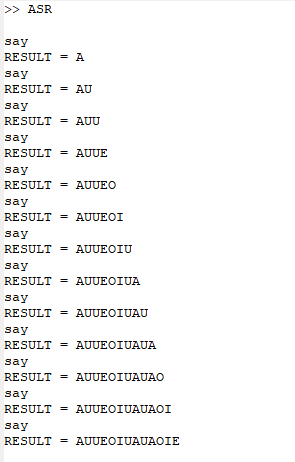 >> ASR
say
RESULT = A
say
RESULT = AU
say
RESULT = AUU
say
RESULT = AUUE
say
RESULT = AUUEO
say
RESULT = AUUEOI
say
RESULT = AUUEOIU
say
RESULT = AUUEOIUA
say
RESULT = AUUEOIUAU
say
RESULT = AUUEOIUAUA
say
RESULT = AUUEOIUAUAO
say
RESULT = AUUEOIUAUAOI
say
RESULT = AUUEOIUAUAOIE